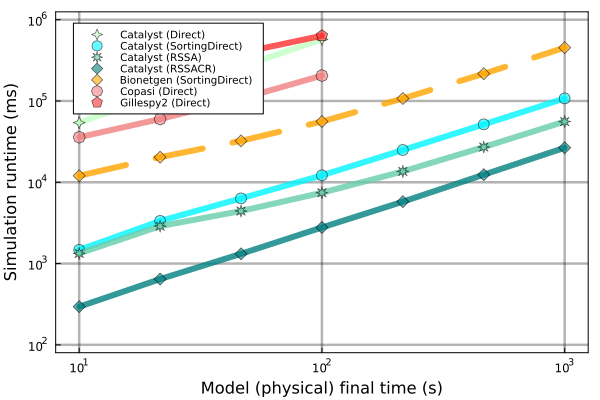 10^6
10^5
10^4
10^3
10^2
Simulation runtime (ms)
Catalyst (Direct)
Catalyst (SortingDirect)
Catalyst (RSSA)
Catalyst (RSSACR)
Bionetgen (SortingDirect)
Copasi (Direct)
Gillespy2 (Direct)
10^1
10^2
10^3
Model (physical) final time (s)